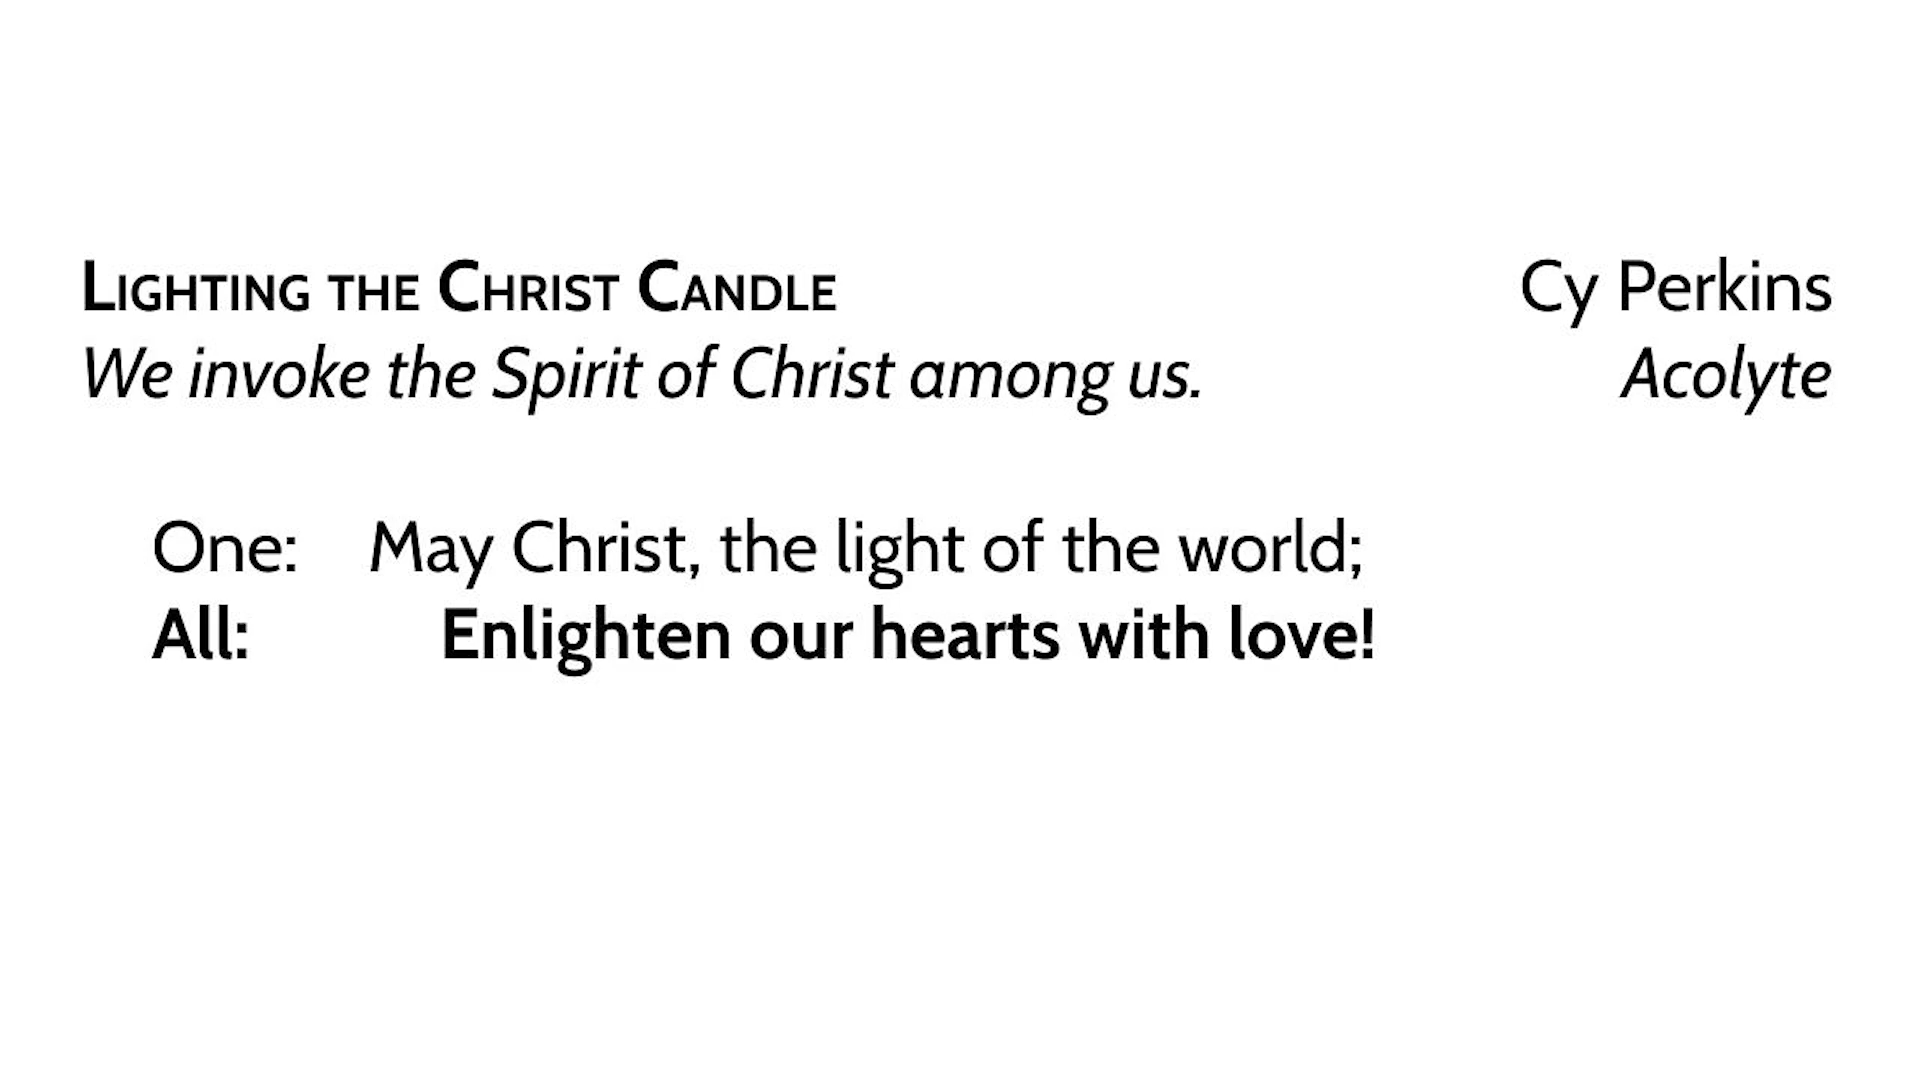 Lighting the Christ Candle Cy Perkins
We invoke the Spirit of Christ among us. Acolyte
One: May Christ, the light of the world;
All: Enlighten our hearts with love!